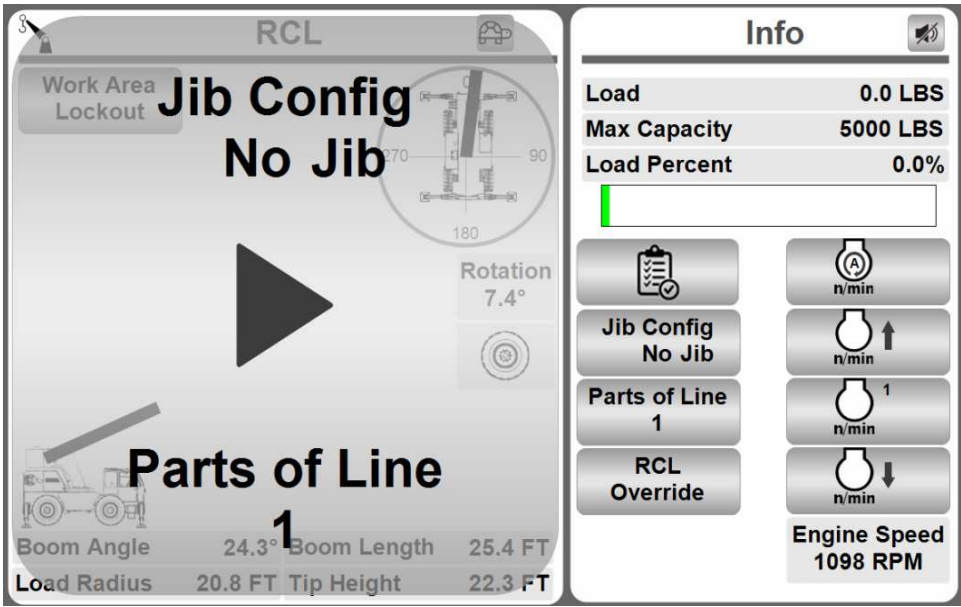 RCL
Work Area
Lockout
Jib Config
No Jib
0
270
90
180
Rotation
7.4°
Parts of Line
1
Boom Angle 24.3° Boom Length 25.4 FT
Load Radius 20.8 FT Tip Height 22.3 FT
Info
Load 0.0 LBS
Max Capacity 5000 LBS
Load Percent 0.0%
A
n/min
Jib Config
No Jib
n/min
Parts of Line
1
1
n/min
RCL
Override
n/min
Engine Speed
1098 RPM